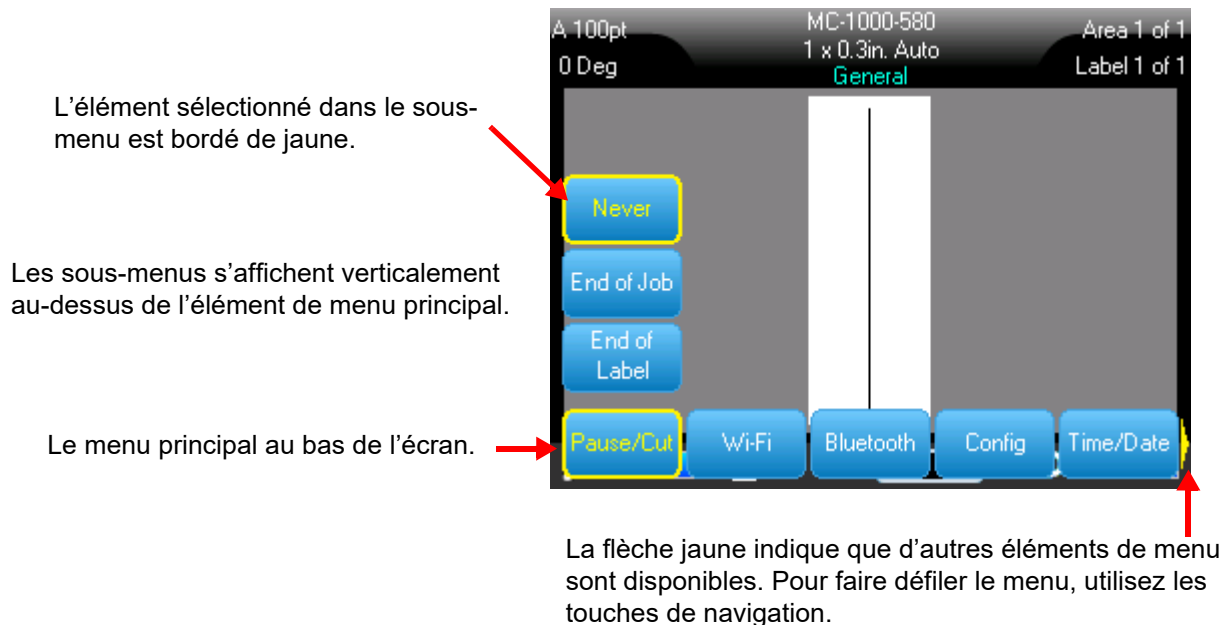 A 100pt
MC-1000-580
Area 1 of 1
1 x 0.3in. Auto
0 Deg
General
Label 1 of 1
L’élément sélectionné dans le sous-
menu est bordé de jaune.
Never
Les sous-menus s’affichent verticalement
au-dessus de l’élément de menu principal.
End of Job
End of
Label
Le menu principal au bas de l’écran.
Pause/Cut
Wi-Fi
Bluetooth
Config
Time/Date
La flèche jaune indique que d’autres éléments de menu
sont disponibles. Pour faire défiler le menu, utilisez les
touches de navigation.